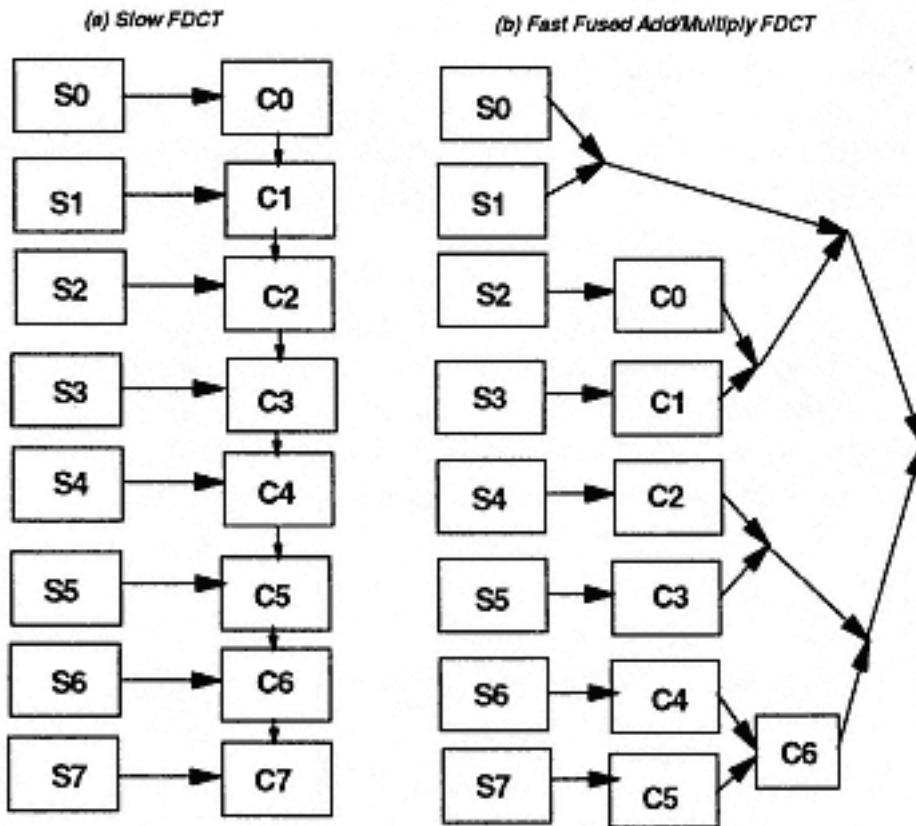 (a) Slow FDCT
(b) Fast Fused Add/Multiply FDCT
S0
C0
S1
C1
S2
C2
S3
C3
S4
C4
S5
C5
S6
C6
S7
C7
S0
S1
S2
C0
S3
C1
S4
C2
S5
C3
S6
C4
C6
S7
C5